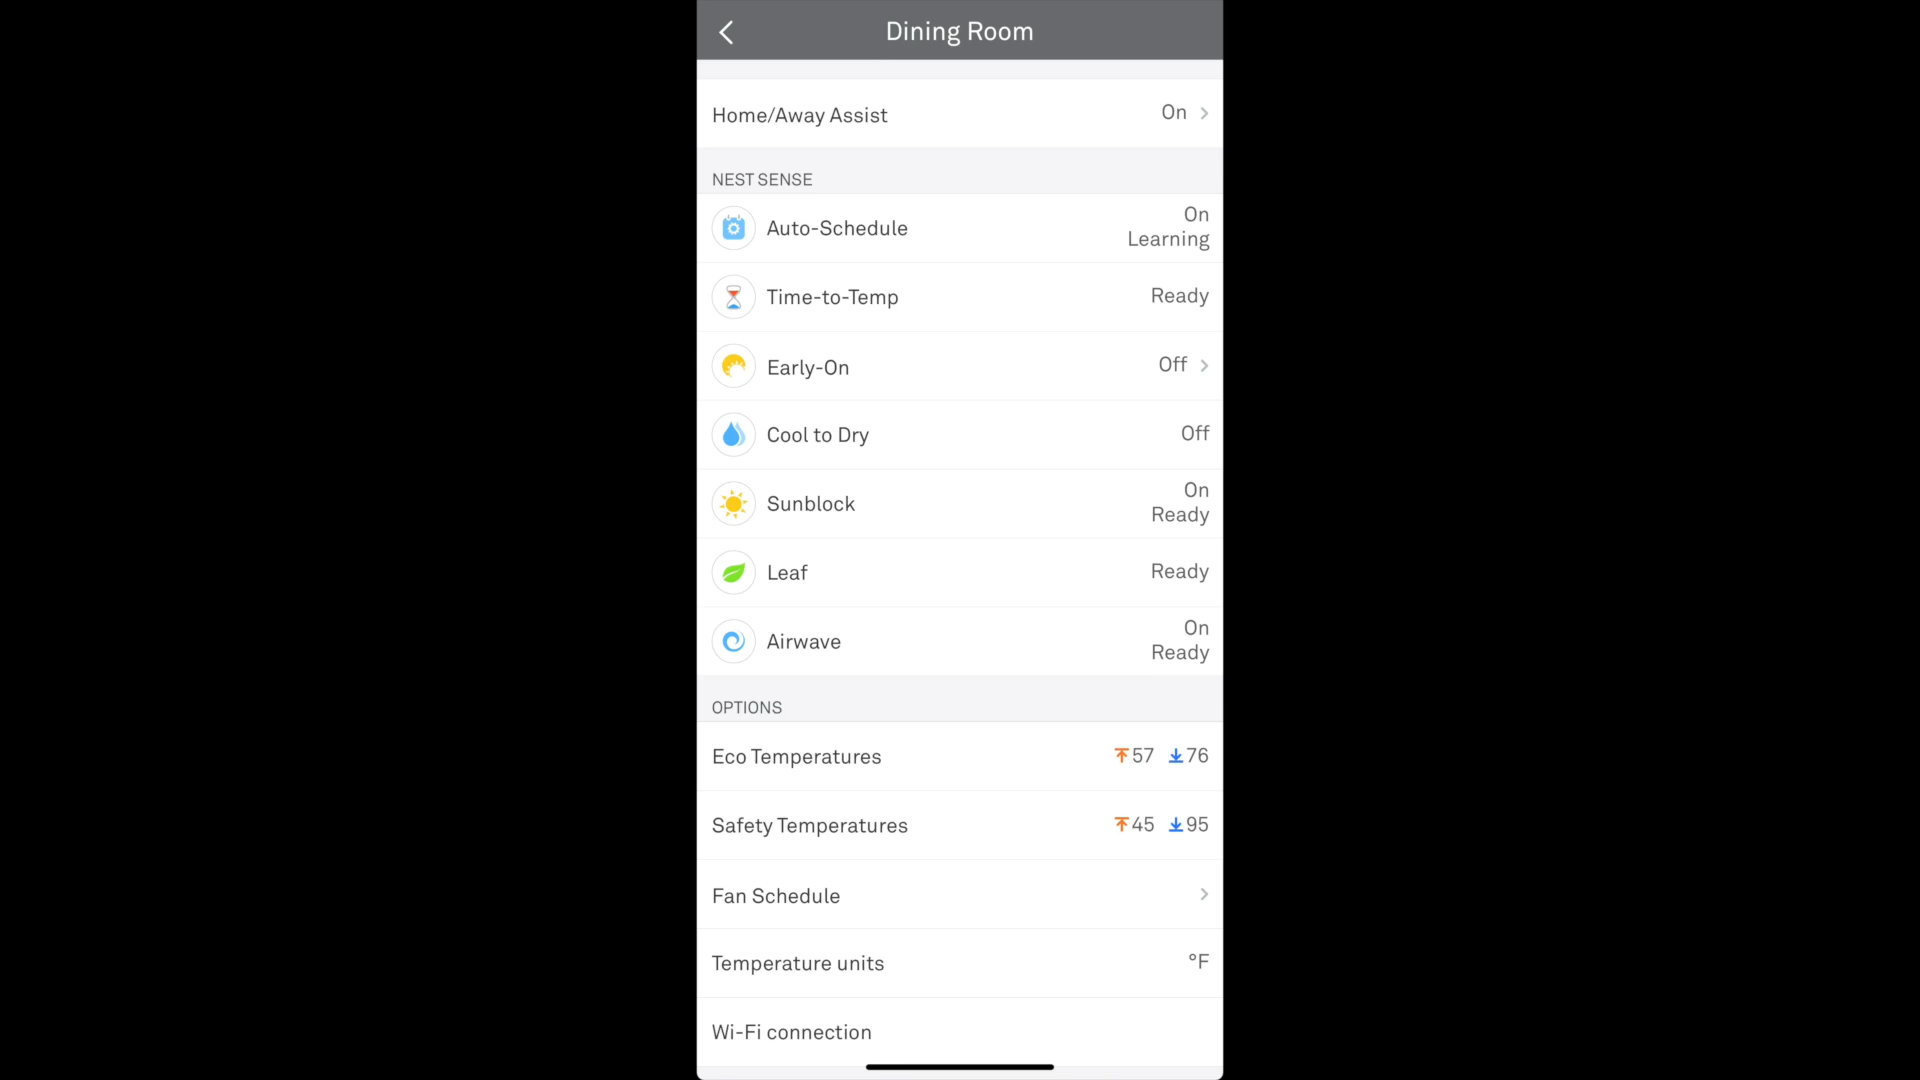 Dining Room
Home/Away Assist On
NEST SENSE
Auto-Schedule On
Learning
Time-to-Temp Ready
Early-On Off
Cool to Dry Off
Sunblock On
Ready
Leaf Ready
Airwave On
Ready
OPTIONS
Eco Temperatures 57 76
Safety Temperatures 45 95
Fan Schedule
Temperature units °F
Wi-Fi connection